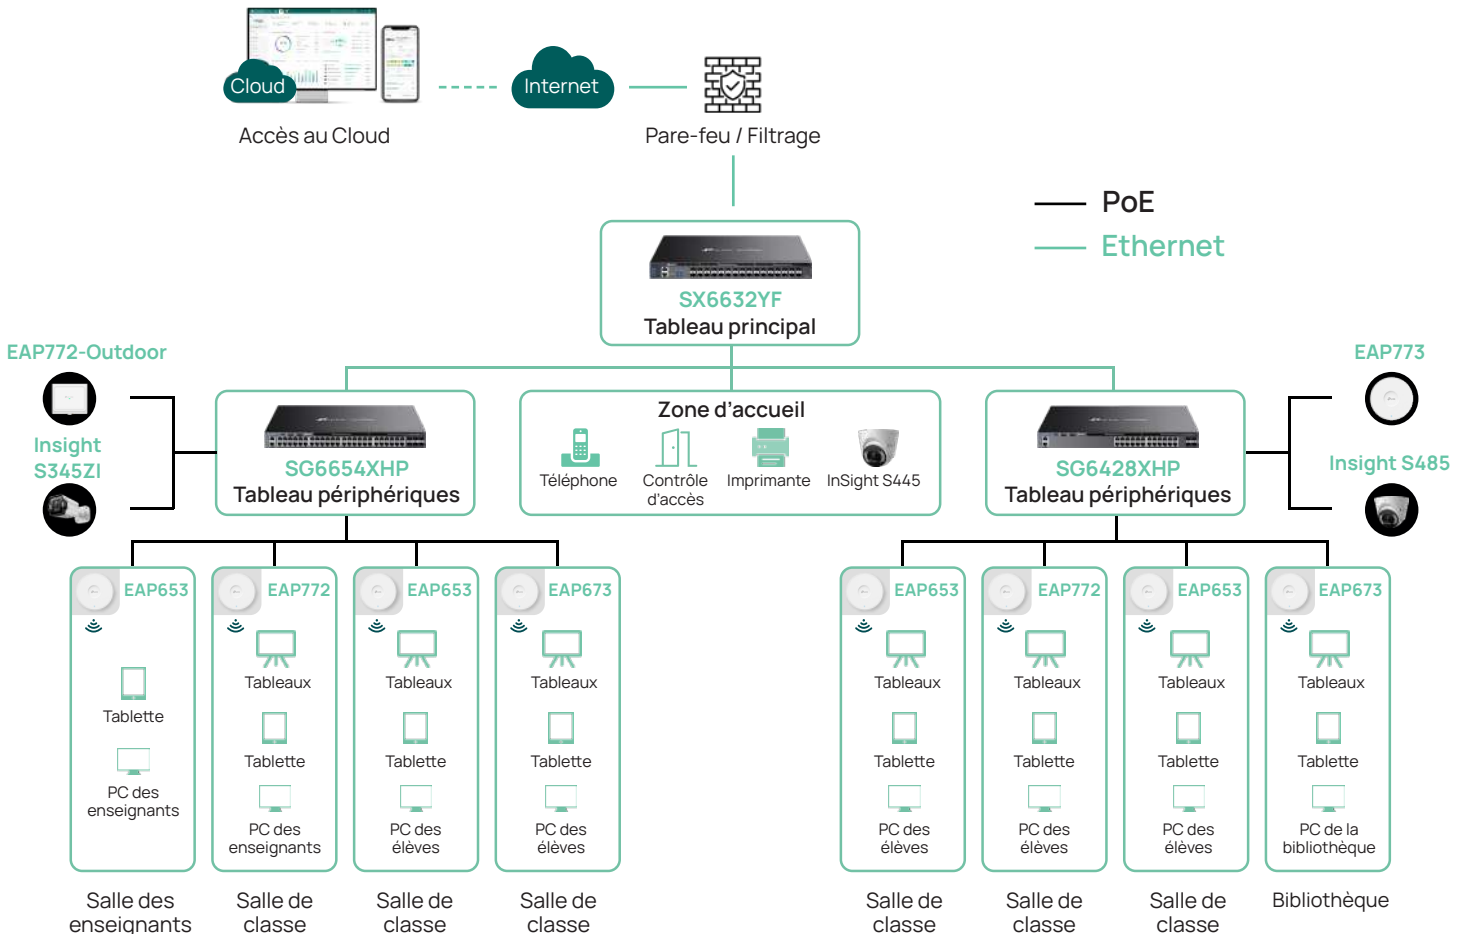 Cloud
Internet
Accès au Cloud
Pare-feu / Filtrage
PoE
Ethernet
SX6632YF
Tableau principal
EAP772-Outdoor
Insight
S345ZI
SG6654XHP
Tableau périphériques
Zone d'accueil
Téléphone
Contrôle
d'accès
Imprimante
InSight S445
SG6428XHP
Tableau périphériques
EAP773
Insight S485
EAP653
Tablette
PC des
enseignants
Salle des
enseignants
EAP772
Tableaux
Tablette
PC des
enseignants
Salle de
classe
EAP653
Tableaux
Tablette
PC des
élèves
Salle de
classe
EAP673
Tableaux
Tablette
PC des
élèves
Salle de
classe
EAP653
Tableaux
Tablette
PC des
élèves
Salle de
classe
EAP772
Tableaux
Tablette
PC des
élèves
Salle de
classe
EAP653
Tableaux
Tablette
PC des
élèves
Salle de
classe
EAP673
Tableaux
Tablette
PC de la
bibliothèque
Bibliothèque